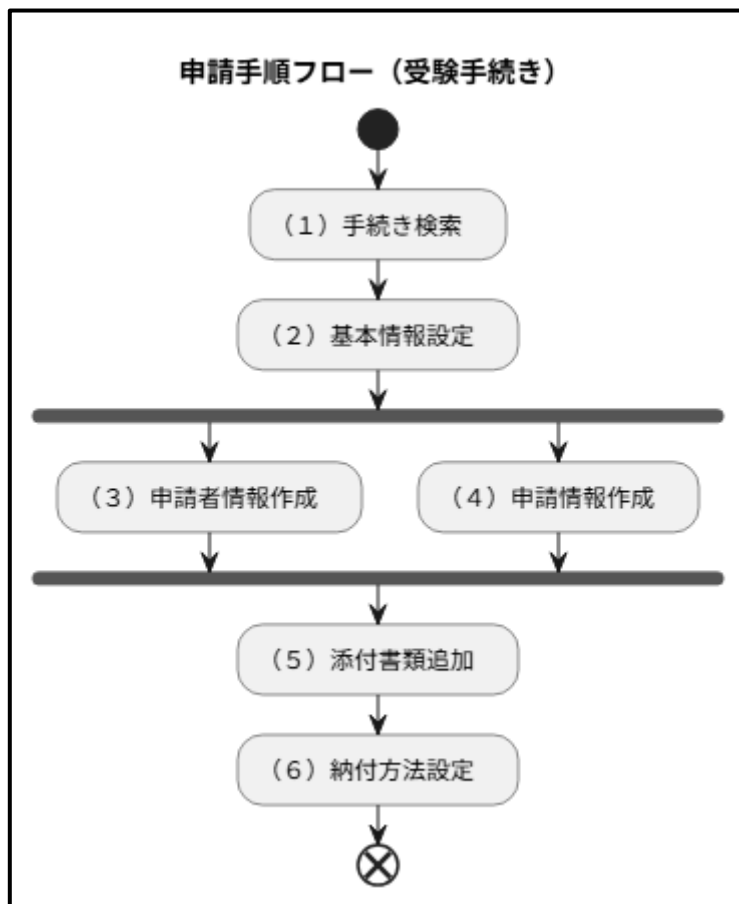 申請手順フロー（受験手続き）
（１）手続き検索
（２）基本情報設定
（３）申請者情報作成
（４）申請情報作成
（５）添付書類追加
（６）納付方法設定